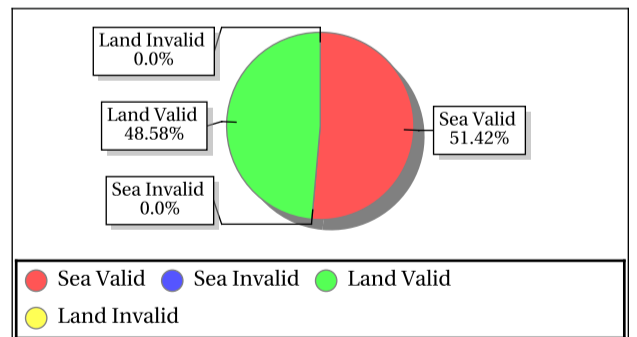 Land Invalid
0.0%
Land Valid
48.58%
Sea Valid
51.42%
Sea Invalid
0.0%
Sea Valid Sea Invalid Land Valid
Land Invalid